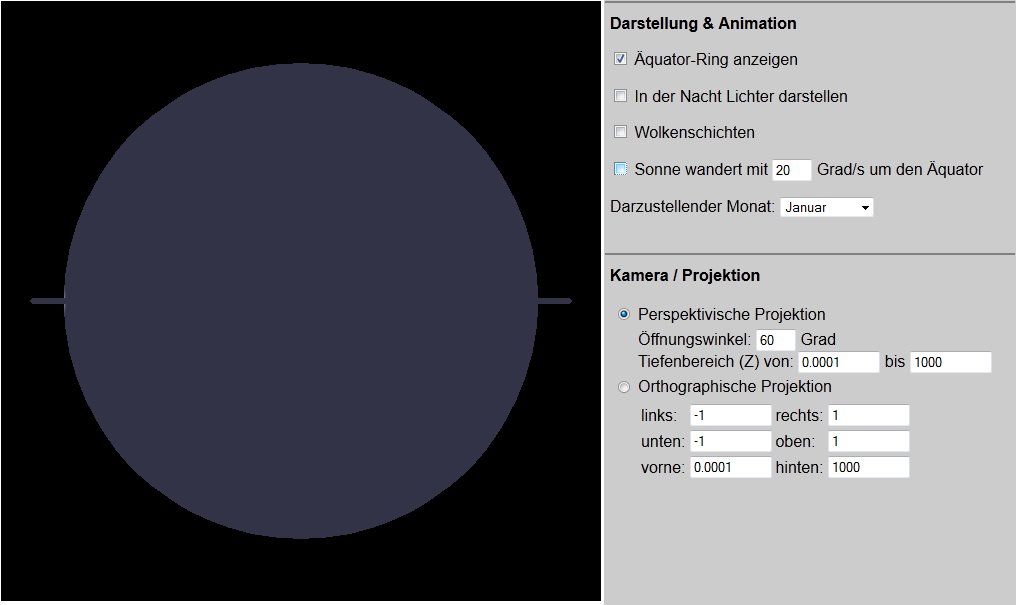 Darstellung & Animation
Äquator-Ring anzeigen
In der Nacht Lichter darstellen
Wolkenschichten
Sonne wandert mit 20 Grad/s um den Äquator
Darzustellender Monat: Januar
Kamera / Projektion
Perspektivische Projektion
Öffnungswinkel: 60 Grad
Tiefenbereich (Z) von: 0.0001 bis 1000
Orthographische Projektion
links: -1 rechts: 1
unten: -1 oben: 1
vorne: 0.0001 hinten: 1000